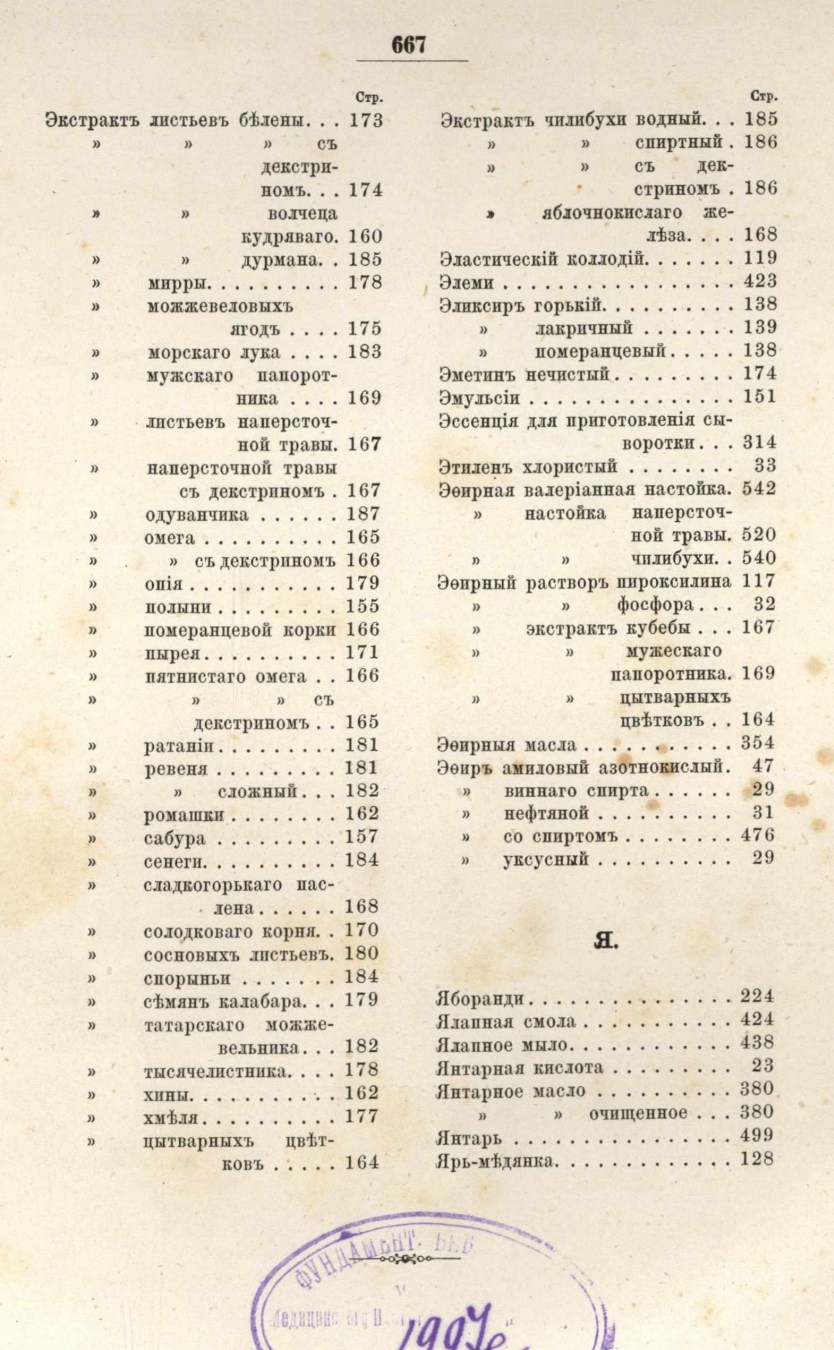 667
Стр.
Экстрактъ листьевъ бѣлены. . . 173
» » » съ
декстри-
номъ. . . 174
» » волчеца
кудряваго. 160
» » дурмана. . 185
» мирры. . . . . . . . . . 178
» можжевеловыхъ
ягодъ . . . . 175
» морскаго лука . . . . 183
» мужскаго папорот-
ника . . . . 169
» листьевъ наперсточ-
ной травы. 167
» наперсточной травы
съ декстриномъ . 167
» одуванчика . . . . . . 187
» омега . . . . . . . . . . 165
» » съ декстриномъ 166
» опія . . . . . . . . . . . 179
» полыни . . . . . . . . . 155
» померанцевой корки 166
» пырея. . . . . . . . . . 171
» пятнистаго омега . . 166
» » » съ
декстриномъ . . 165
» ратаніи . . . . . . . . . 181
» ревеня . . . . . . . . . 181
» » сложный. . . 182
» ромашки . . . . . . . . 162
» сабура . . . . . . . . . 157
» сенеги. . . . . . . . . . 184
» сладкогорькаго пас-
лена . . . . . . 168
» солодковаго корня. . 170
» сосновыхъ листьевъ. 180
» спорыньи . . . . . . . 184
» сѣмянъ калабара. . . 179
» татарскаго можже-
вельника. . . 182
» тысячелистника. . . . 178
» хины. . . . . . . . . . . 162
» хмѣля . . . . . . . . . . 177
» цытварныхъ цвѣт-
ковъ . . . . . 164
Стр.
Экстрактъ чилибухи водный. . . 185
» » спиртный . 186
» » съ дек-
стриномъ . 186
» яблочнокислаго же-
лѣза. . . . 168
Эластическій коллодій. . . . . . . 119
Элеми . . . . . . . . . . . . . . . . . 423
Эликсиръ горькій. . . . . . . . . . 138
» лакричный . . . . . . . 139
» померанцевый . . . . . 138
Эметинъ нечистый . . . . . . . . . 174
Эмульсіи . . . . . . . . . . . . . . . 151
Эссенція для приготовленія сы-
воротки . . . 314
Этиленъ хлористый . . . . . . . . 33
Эѳирная валеріанная настойка. 542
» настойка наперсточ-
ной травы. 520
» » чилибухи. . 540
Эѳирный растворъ пироксилина 117
» » фосфора . . . 32
» экстрактъ кубебы . . . 167
» » мужескаго
папоротника. 169
» » цытварныхъ
цвѣтковъ . . 164
Эѳирныя масла . . . . . . . . . . . 354
Эѳиръ амиловый азотнокислый. 47
» виннаго спирта . . . . . . 29
» нефтяной . . . . . . . . . . 31
» со спиртомъ . . . . . . . . 476
» уксусный . . . . . . . . . . 29
Я.
Яборанди . . . . . . . . . . . . . . . 224
Ялапная смола . . . . . . . . . . . 424
Ялапное мыло. . . . . . . . . . . . 438
Янтарная кислота . . . . . . . . . 23
Янтарное масло . . . . . . . . . . 380
» » очищенное . . . 380
Янтарь . . . . . . . . . . . . . . . . 499
Ярь-мѣдянка. . . . . . . . . . . . . 128
ФУНДАМЕНТ.